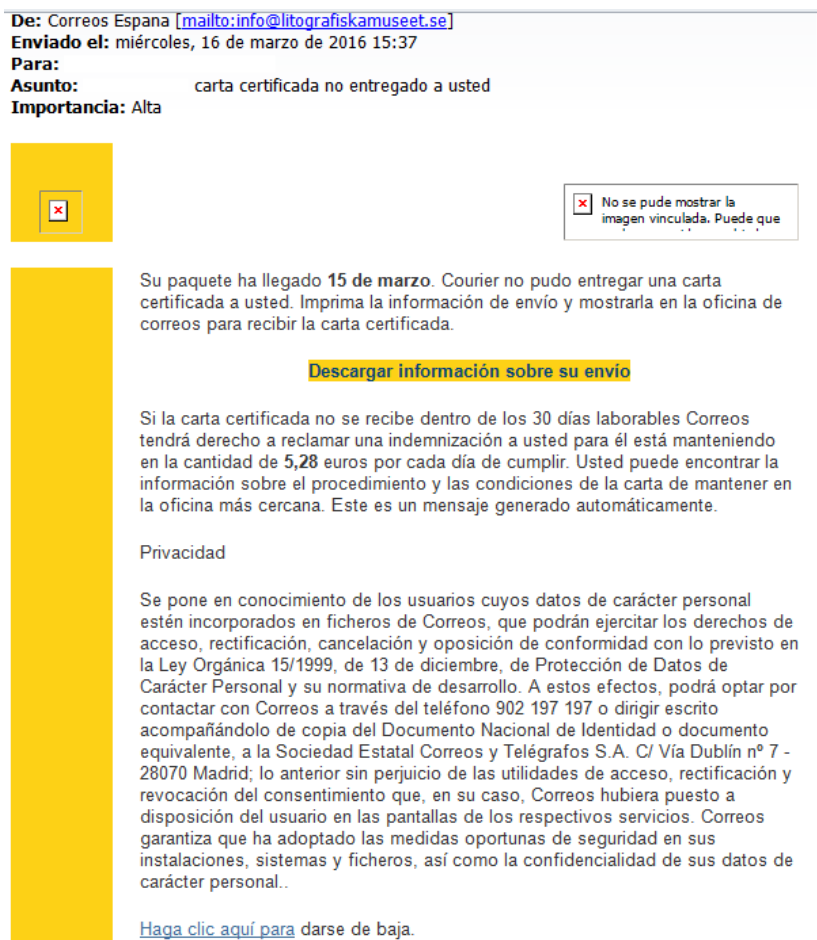 De: Correos Espana [mailto:info@litografiskamuseet.se]
Enviado el: miércoles, 16 de marzo de 2016 15:37
Para:
Asunto: carta certificada no entregado a usted
Importancia: Alta
No se pude mostrar la
imagen vinculada. Puede que
Su paquete ha llegado 15 de marzo. Courier no pudo entregar una carta
certificada a usted. Imprima la información de envío y mostrarla en la oficina de
correos para recibir la carta certificada.
Descargar información sobre su envío
Si la carta certificada no se recibe dentro de los 30 días laborables Correos
tendrá derecho a reclamar una indemnización a usted para él está manteniendo
en la cantidad de 5,28 euros por cada día de cumplir. Usted puede encontrar la
información sobre el procedimiento y las condiciones de la carta de mantener en
la oficina más cercana. Este es un mensaje generado automáticamente.
Privacidad
Se pone en conocimiento de los usuarios cuyos datos de carácter personal
estén incorporados en ficheros de Correos, que podrán ejercitar los derechos de
acceso, rectificación, cancelación y oposición de conformidad con lo previsto en
la Ley Orgánica 15/1999, de 13 de diciembre, de Protección de Datos de
Carácter Personal y su normativa de desarrollo. A estos efectos, podrá optar por
contactar con Correos a través del teléfono 902 197 197 o dirigir escrito
acompañándolo de copia del Documento Nacional de Identidad o documento
equivalente, a la Sociedad Estatal Correos y Telégrafos S.A. C/ Vía Dublín nº 7 -
28070 Madrid; lo anterior sin perjuicio de las utilidades de acceso, rectificación y
revocación del consentimiento que, en su caso, Correos hubiera puesto a
disposición del usuario en las pantallas de los respectivos servicios. Correos
garantiza que ha adoptado las medidas oportunas de seguridad en sus
instalaciones, sistemas y ficheros, así como la confidencialidad de sus datos de
carácter personal..
Haga clic aquí para darse de baja.